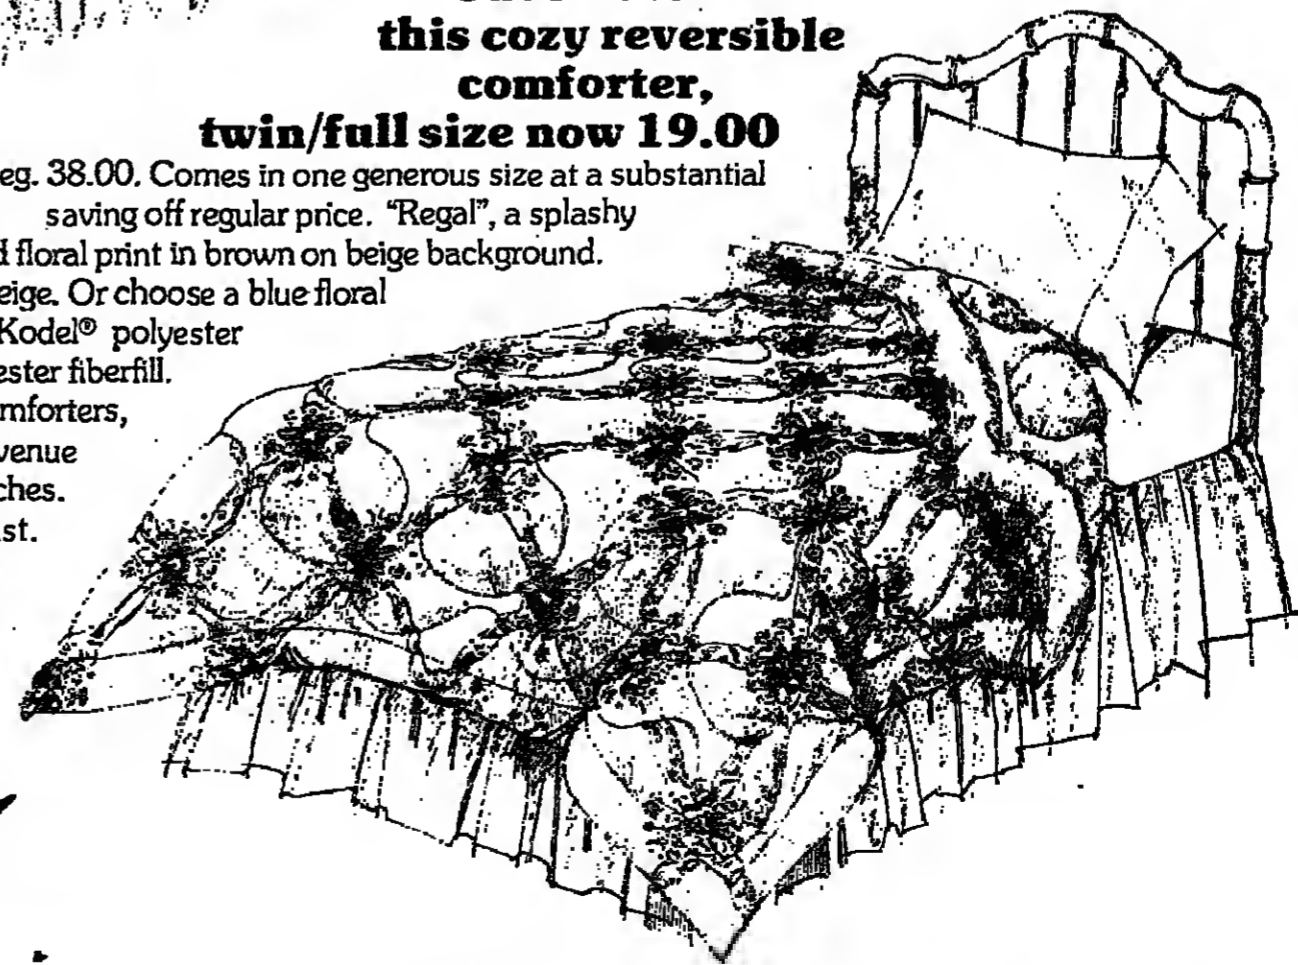 this cozy reversible
comforter,
twin/full size now 19.00
eg. 38.00. Comes in one generous size at a substantial
saving off regular price. “Regal”, a splashy
d floral print in brown on beige background.
eige. Or choose a blue floral
Kodel® polyester
ester fiberfill.
mforters,
venue
ches.
st.